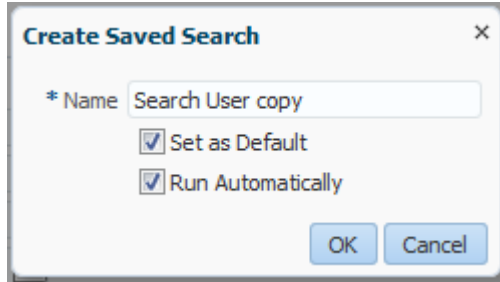 Create Saved Search ×
* Name Search User copy
Set as Default
Run Automatically
OK Cancel